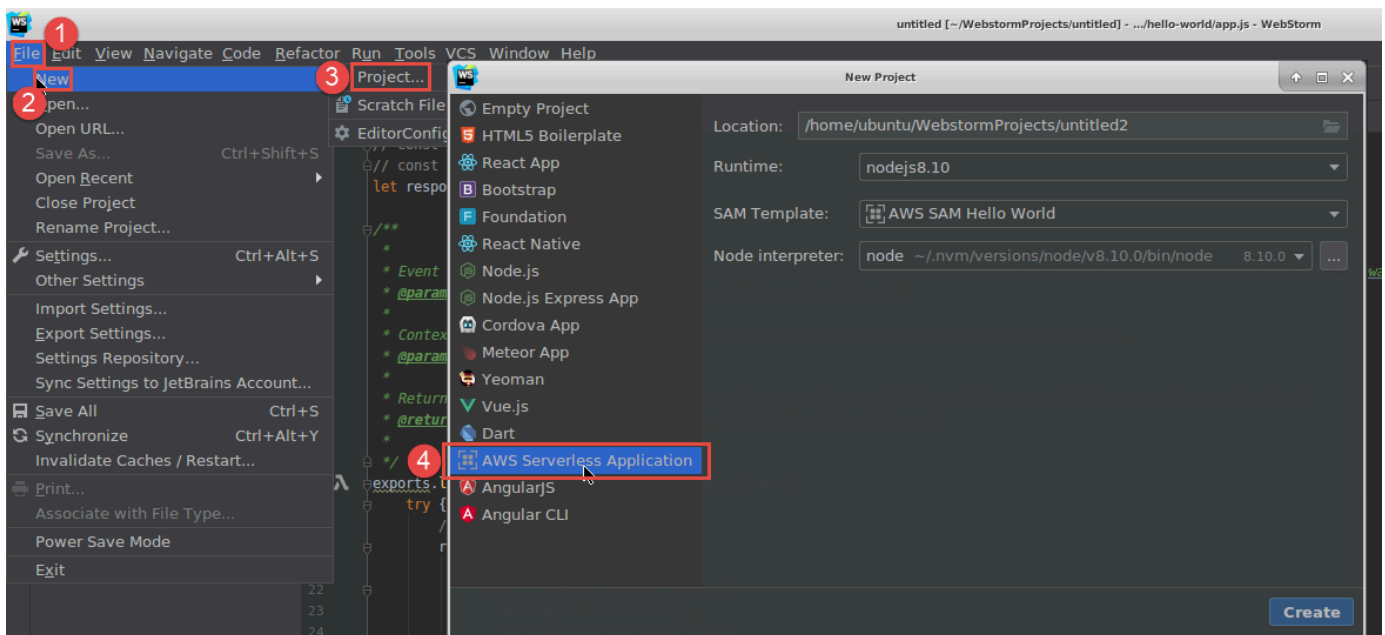 WS
untitled [~/WebstormProjects/untitled] - .../hello-world/app.js - WebStorm
1
File Edit View Navigate Code Refactor Run Tools VCS Window Help
New
2
Open...
Open URL...
Save As... Ctrl+Shift+S
Open Recent
Close Project
Rename Project...
Settings... Ctrl+Alt+S
Other Settings
Import Settings...
Export Settings...
Settings Repository...
Sync Settings to JetBrains Account...
Save All Ctrl+S
Synchronize Ctrl+Alt+Y
Invalidate Caches / Restart...
Print...
Associate with File Type...
Power Save Mode
Exit
3
Project...
Scratch File
EditorConfig
// const
// const
let respo
/**
*
* Event
* @param
*
* Contex
* @param
*
* Return
* @retur
*
*/
exports.l
try {
/
r
22
23
24
WS
New Project
Empty Project
HTML5 Boilerplate
React App
Bootstrap
Foundation
React Native
Node.js
Node.js Express App
Cordova App
Meteor App
Yeoman
Vue.js
Dart
4
AWS Serverless Application
AngularJS
Angular CLI
Location: /home/ubuntu/WebstormProjects/untitled2
Runtime: nodejs8.10
SAM Template: AWS SAM Hello World
Node interpreter: node ~/.nvm/versions/node/v8.10.0/bin/node 8.10.0 ...
Create